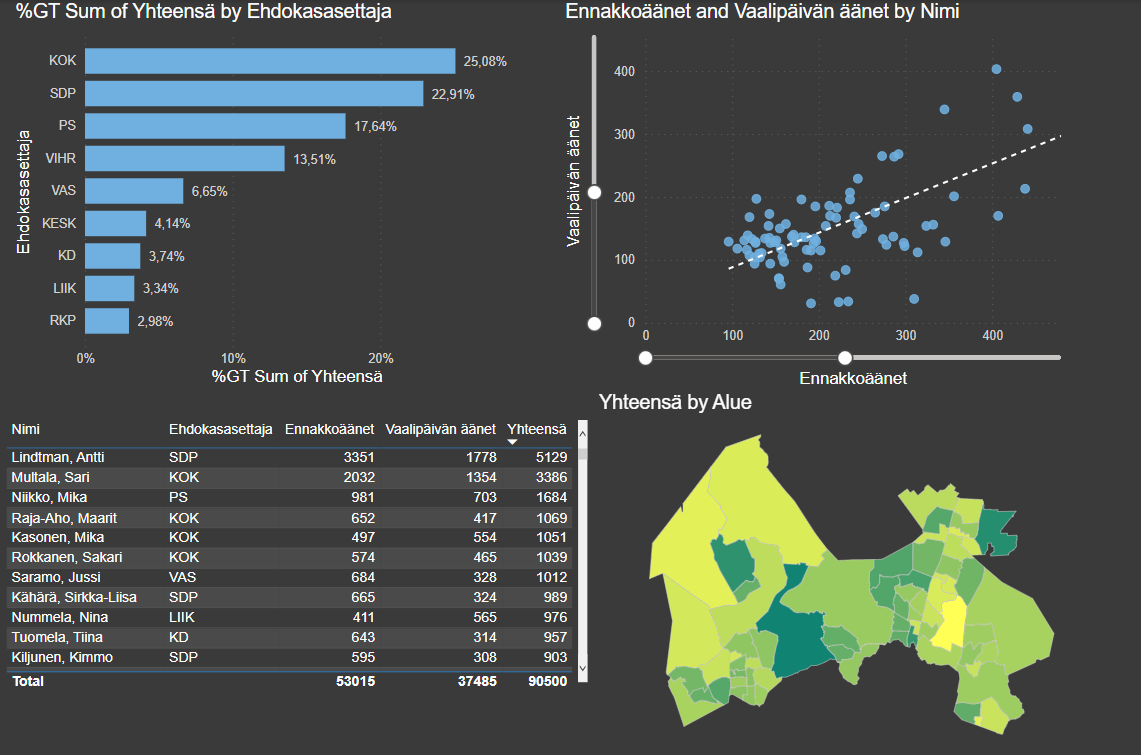 %GT Sum of Yhteensä by Ehdokasasettaja
Ehdokasasettaja
KOK 25,08%
SDP 22,91%
PS 17,64%
VIHR 13,51%
VAS 6,65%
KESK 4,14%
KD 3,74%
LIIK 3,34%
RKP 2,98%
0% 10% 20%
%GT Sum of Yhteensä
Ennakkoäänet and Vaalipäivän äänet by Nimi
Vaalipäivän äänet
400
300
200
100
0
0 100 200 300 400
Ennakkoäänet
Nimi Ehdokasasettaja Ennakkoäänet Vaalipäivän äänet Yhteensä
Lindtman, Antti SDP 3351 1778 5129
Multala, Sari KOK 2032 1354 3386
Niikko, Mika PS 981 703 1684
Raja-Aho, Maarit KOK 652 417 1069
Kasonen, Mika KOK 497 554 1051
Rokkanen, Sakari KOK 574 465 1039
Saramo, Jussi VAS 684 328 1012
Kähärä, Sirkka-Liisa SDP 665 324 989
Nummela, Nina LIIK 411 565 976
Tuomela, Tiina KD 643 314 957
Kiljunen, Kimmo SDP 595 308 903
Total 53015 37485 90500
Yhteensä by Alue